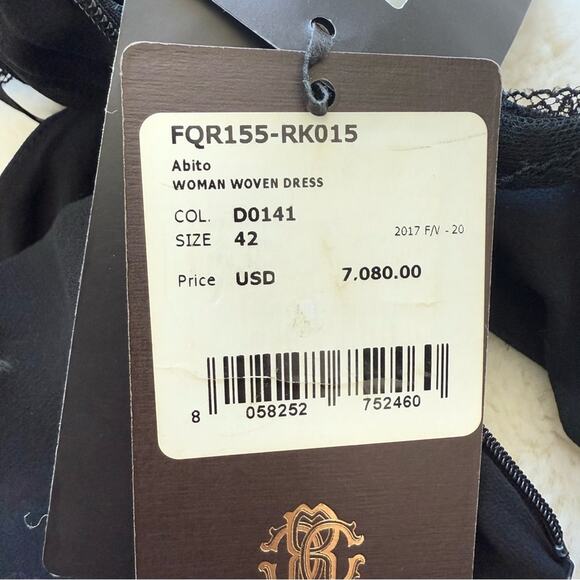 FQR155-RK015
Abito
WOMAN WOVEN DRESS
COL. D0141
SIZE 42 2017 F/V - 20
Price USD 7.080.00
8 058252 752460